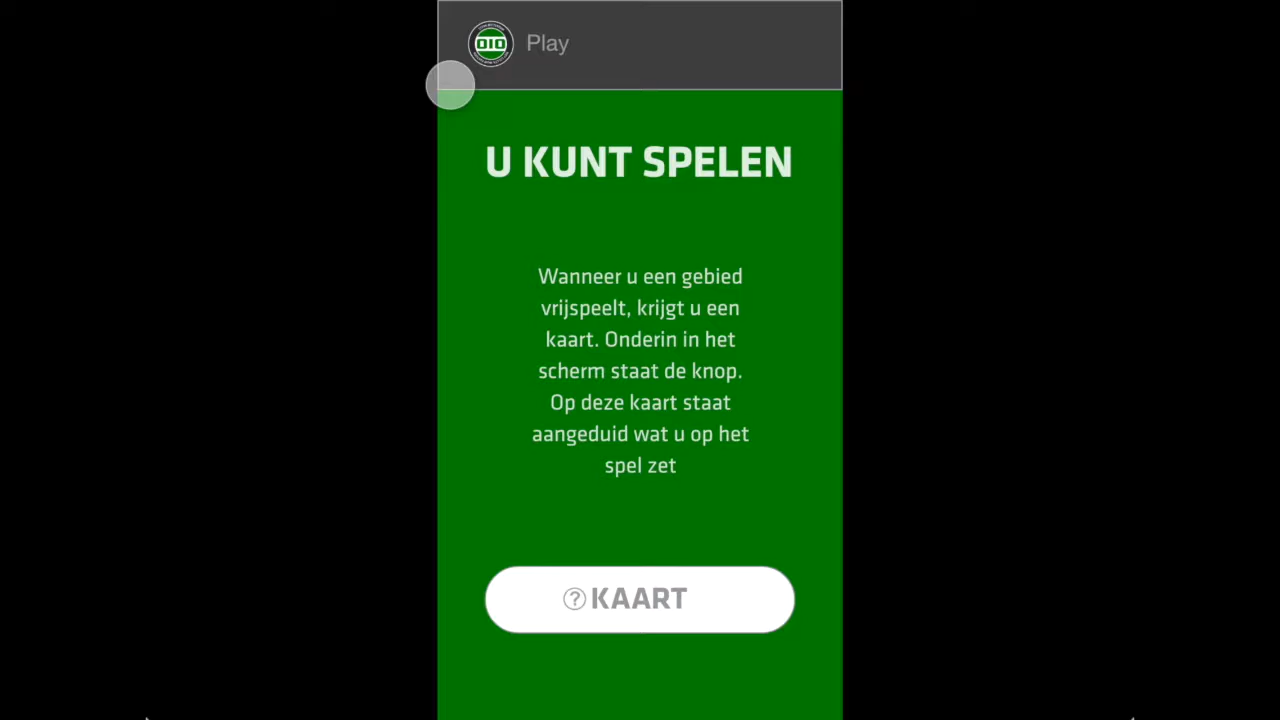 OTO
Play
U KUNT SPELEN
Wanneer u een gebied
vrijspeelt, krijgt u een
kaart. Onderin in het
scherm staat de knop.
Op deze kaart staat
aangeduid wat u op het
spel zet
? KAART